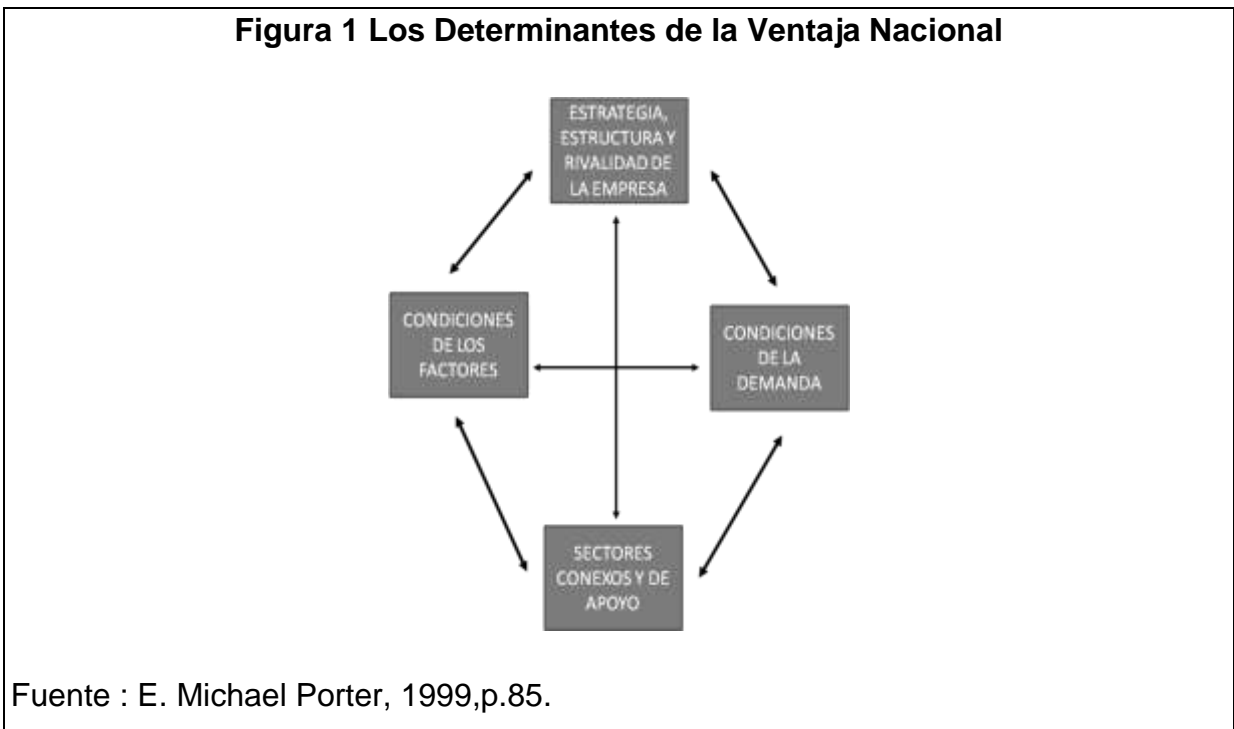 Figura 1 Los Determinantes de la Ventaja Nacional
ESTRATEGIA,
ESTRUCTURA Y
RIVALIDAD DE
LA EMPRESA
CONDICIONES
DE LOS
FACTORES
CONDICIONES
DE LA
DEMANDA
SECTORES
CONEXOS Y DE
APOYO
Fuente : E. Michael Porter, 1999,p.85.